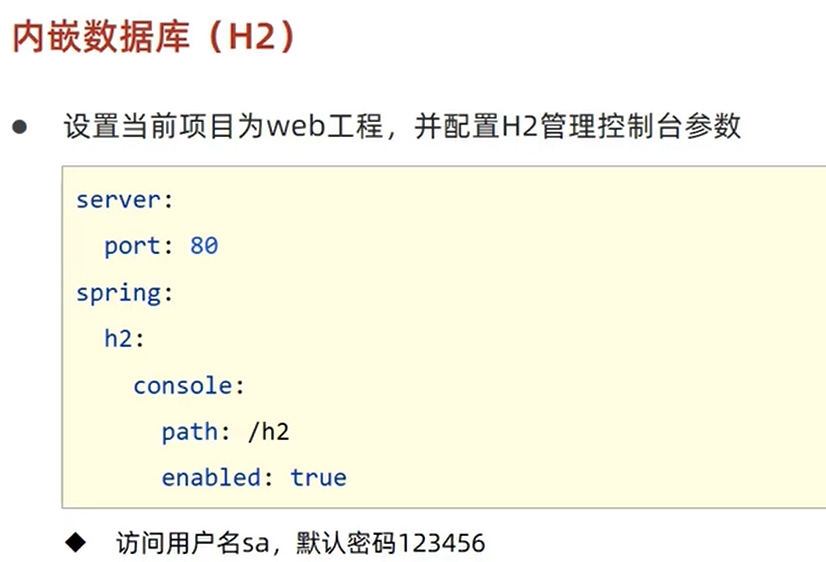 内嵌数据库（H2）
● 设置当前项目为web工程，并配置H2管理控制台参数
server:
  port: 80
spring:
  h2:
    console:
      path: /h2
      enabled: true
◆ 访问用户名sa，默认密码123456